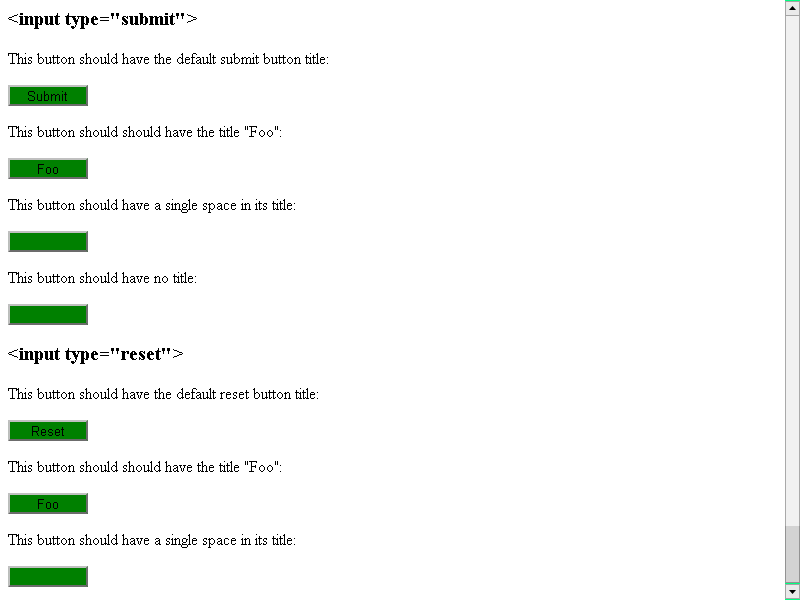 <input type="submit">
This button should have the default submit button title:
Submit
This button should should have the title "Foo":
Foo
This button should have a single space in its title:
This button should have no title:
<input type="reset">
This button should have the default reset button title:
Reset
This button should should have the title "Foo":
Foo
This button should have a single space in its title: